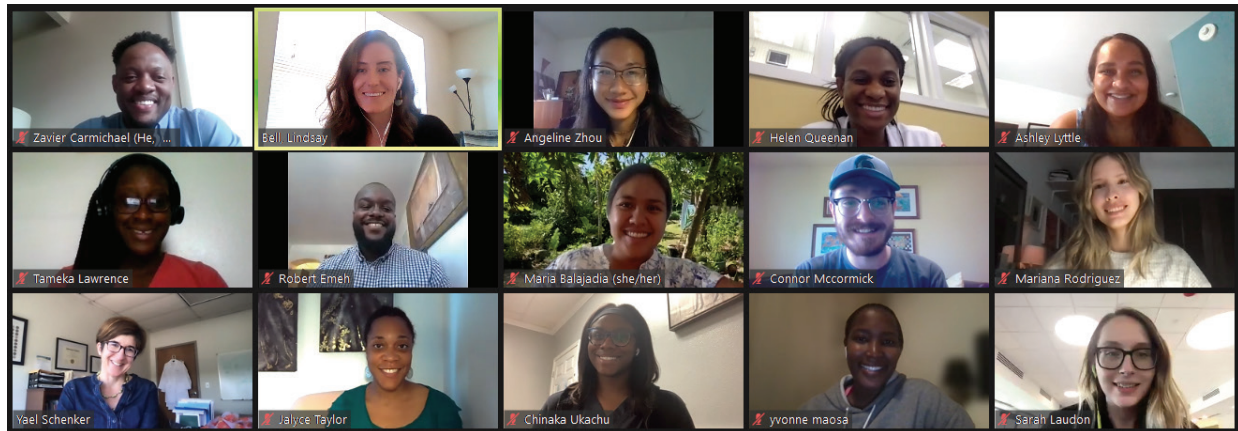 Zavier Carmichael (He, ...
Bell, Lindsay
Angeline Zhou
Helen Queenan
Ashley Lyttle
Tameka Lawrence
Robert Emeh
Maria Balajadia (she/her)
Connor Mccormick
Mariana Rodriguez
Yael Schenker
Jalyce Taylor
Chinaka Ukachu
yvonne maosa
Sarah Laudon